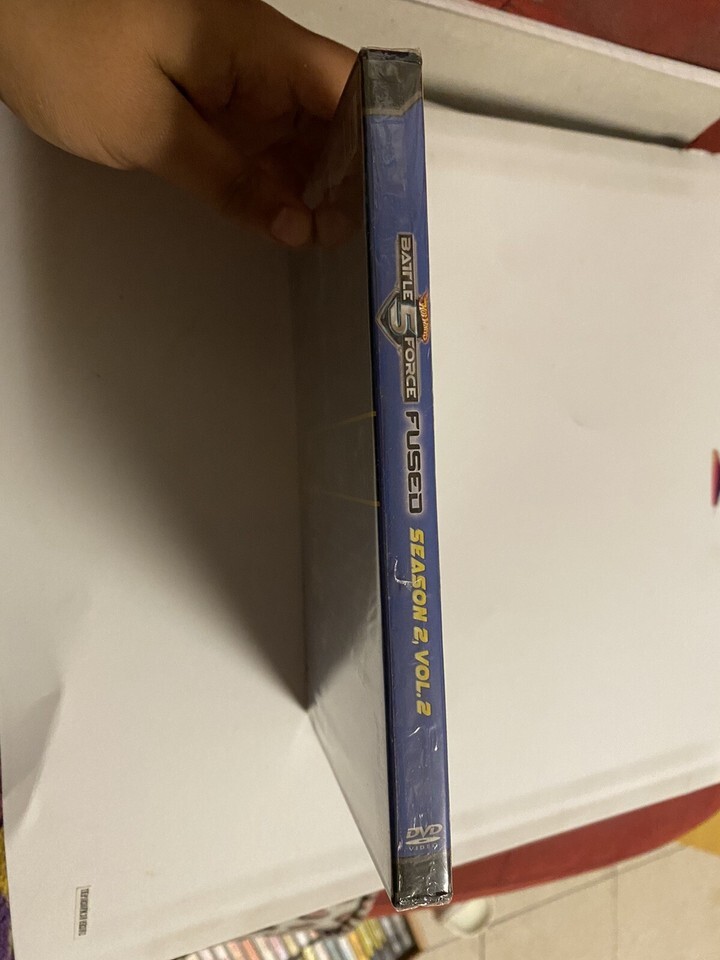 HOT WHEELS
BATTLE 5 FORCE
FUSED
SEASON 2, VOL. 2
DVD
VIDEO